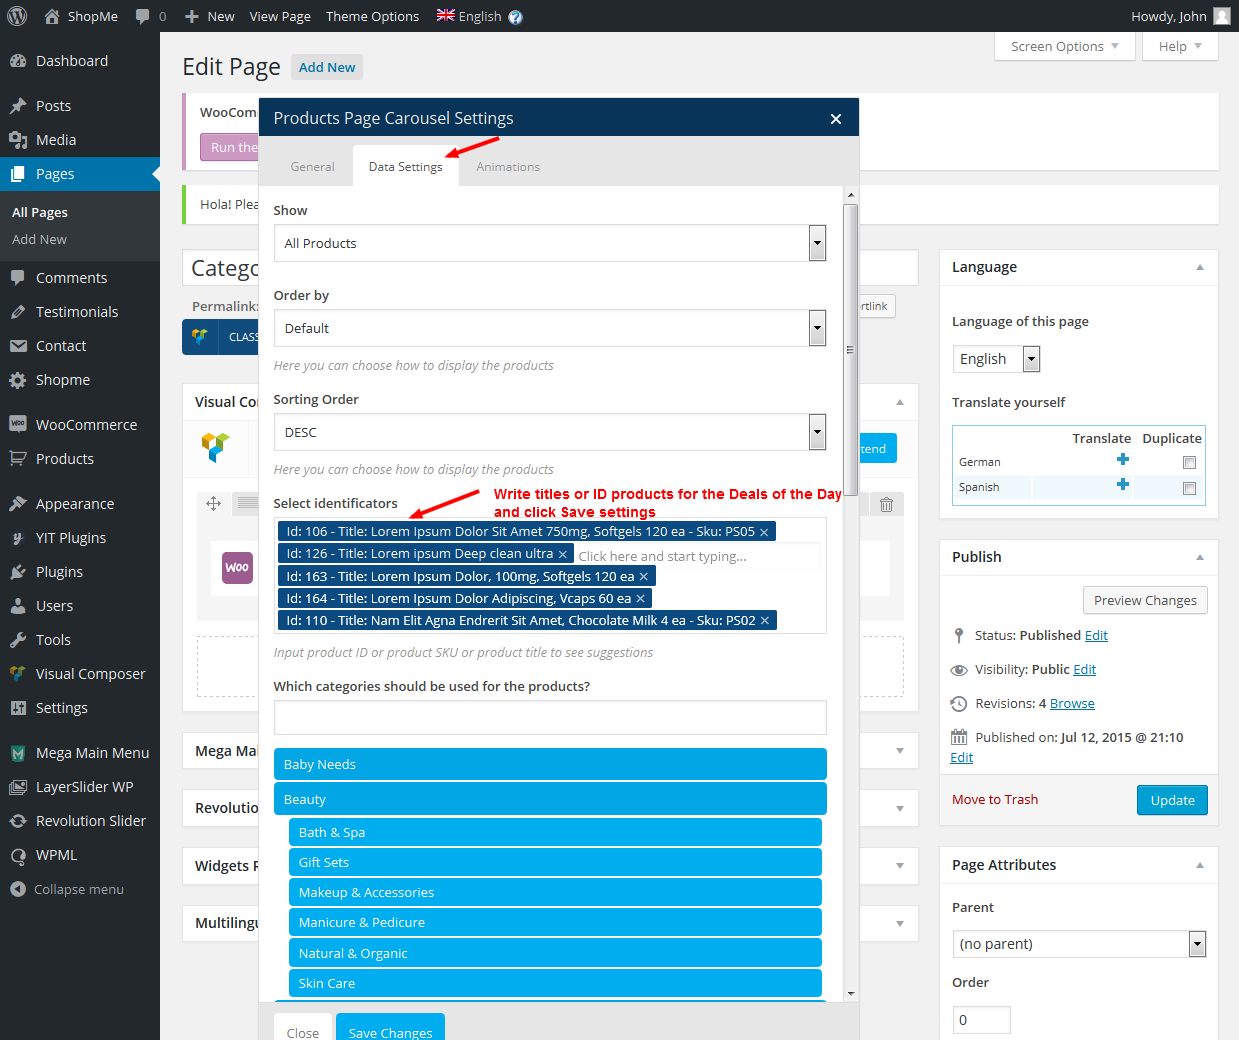 ShopMe
0
New
View Page
Theme Options
English
Howdy, John
Dashboard
Posts
Media
Pages
All Pages
Add New
Comments
Testimonials
Contact
Shopme
WooCommerce
Products
Appearance
YIT Plugins
Plugins
Users
Tools
Visual Composer
Settings
Mega Main Menu
LayerSlider WP
Revolution Slider
WPML
Collapse menu
Screen Options
Help
Edit Page
Add New
WooCom
Run the
Hola! Plea
Catego
Permalink:
rtlink
CLASS
Visual Co
tend
Woo
Mega Mai
Revolutio
Widgets R
Multilingu
Products Page Carousel Settings
General
Data Settings
Animations
Show
All Products
Order by
Default
Here you can choose how to display the products
Sorting Order
DESC
Here you can choose how to display the products
Select identificators
Write titles or ID products for the Deals of the Day
and click Save settings
Id: 106 - Title: Lorem Ipsum Dolor Sit Amet 750mg, Softgels 120 ea - Sku: PS05 ×
Id: 126 - Title: Lorem ipsum Deep clean ultra ×
Click here and start typing...
Id: 163 - Title: Lorem Ipsum Dolor, 100mg, Softgels 120 ea ×
Id: 164 - Title: Lorem Ipsum Dolor Adipiscing, Vcaps 60 ea ×
Id: 110 - Title: Nam Elit Agna Endrerit Sit Amet, Chocolate Milk 4 ea - Sku: PS02 ×
Input product ID or product SKU or product title to see suggestions
Which categories should be used for the products?
Baby Needs
Beauty
Bath & Spa
Gift Sets
Makeup & Accessories
Manicure & Pedicure
Natural & Organic
Skin Care
Close
Save Changes
Language
Language of this page
English
Translate yourself
Translate Duplicate
German
Spanish
Publish
Preview Changes
Status: Published Edit
Visibility: Public Edit
Revisions: 4 Browse
Published on: Jul 12, 2015 @ 21:10
Edit
Move to Trash
Update
Page Attributes
Parent
(no parent)
Order
0